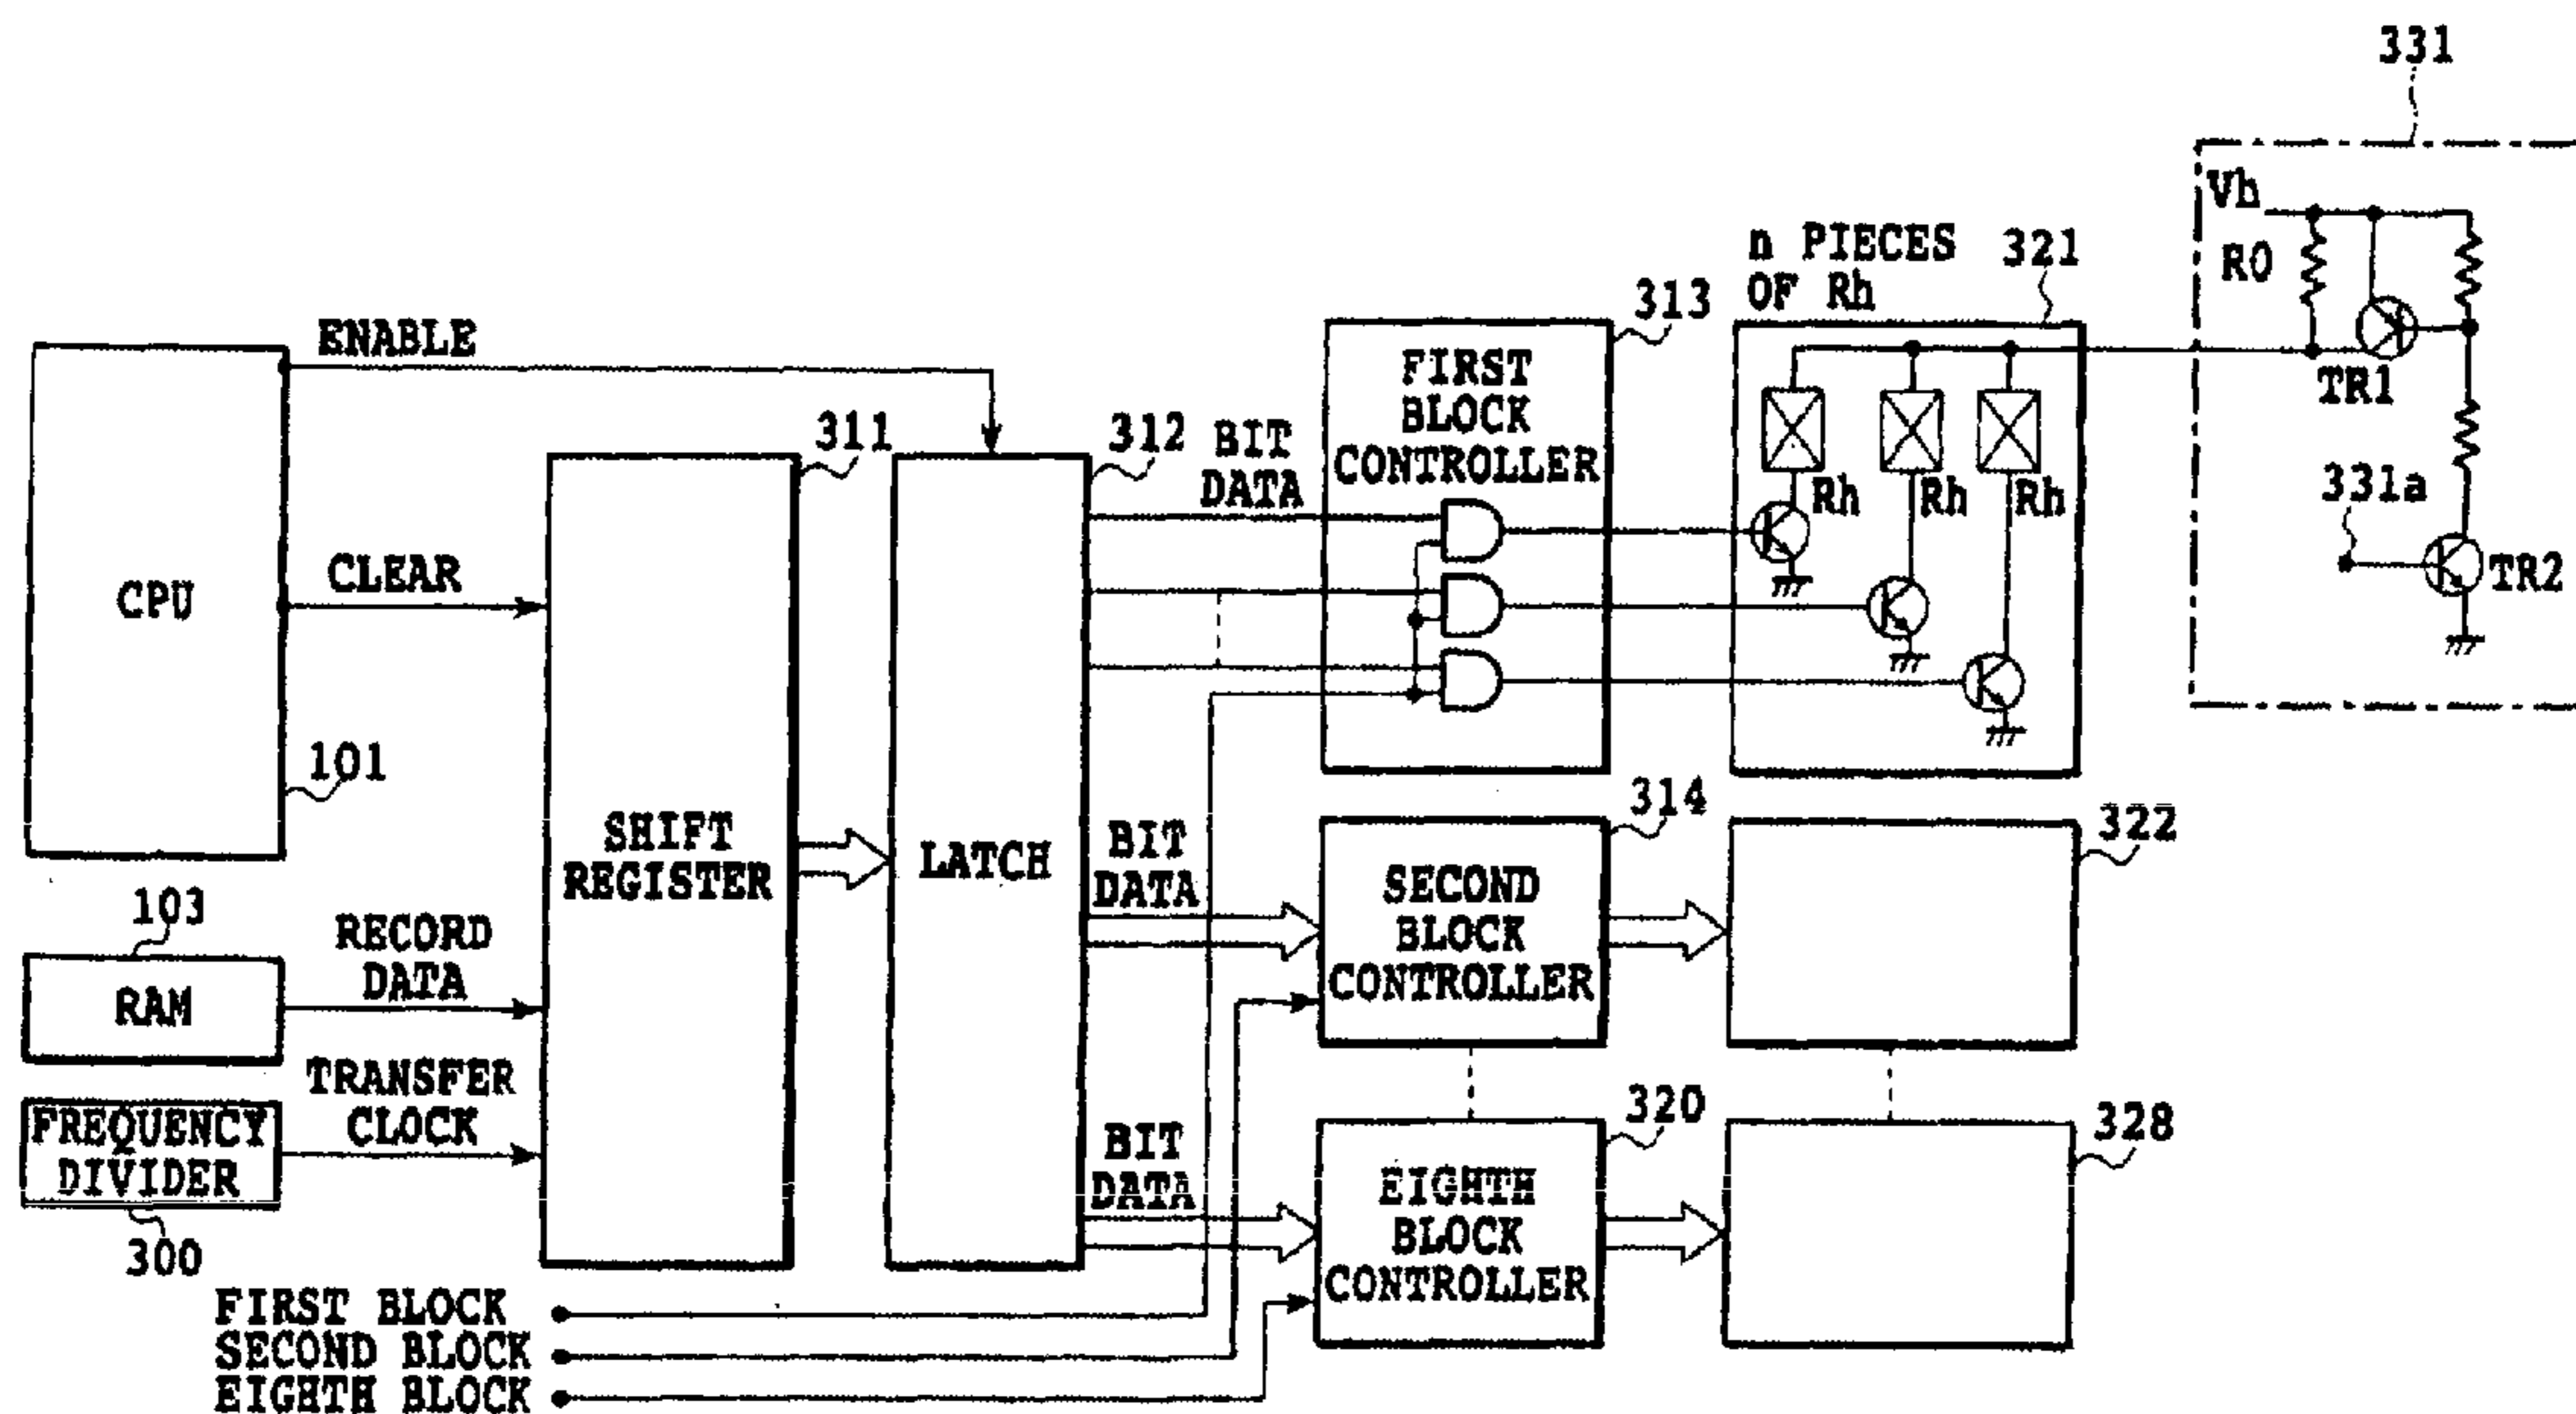 331
Vh
R0
TR1
331a
TR2
n PIECES
OF Rh
321
Rh
Rh
Rh
313
FIRST
BLOCK
CONTROLLER
ENABLE
CPU
CLEAR
101
311
312
BIT
DATA
SHIFT
REGISTER
LATCH
103
RAM
RECORD
DATA
FREQUENCY
DIVIDER
300
TRANSFER
CLOCK
BIT
DATA
314
SECOND
BLOCK
CONTROLLER
322
BIT
DATA
320
EIGHTH
BLOCK
CONTROLLER
328
FIRST BLOCK
SECOND BLOCK
EIGHTH BLOCK